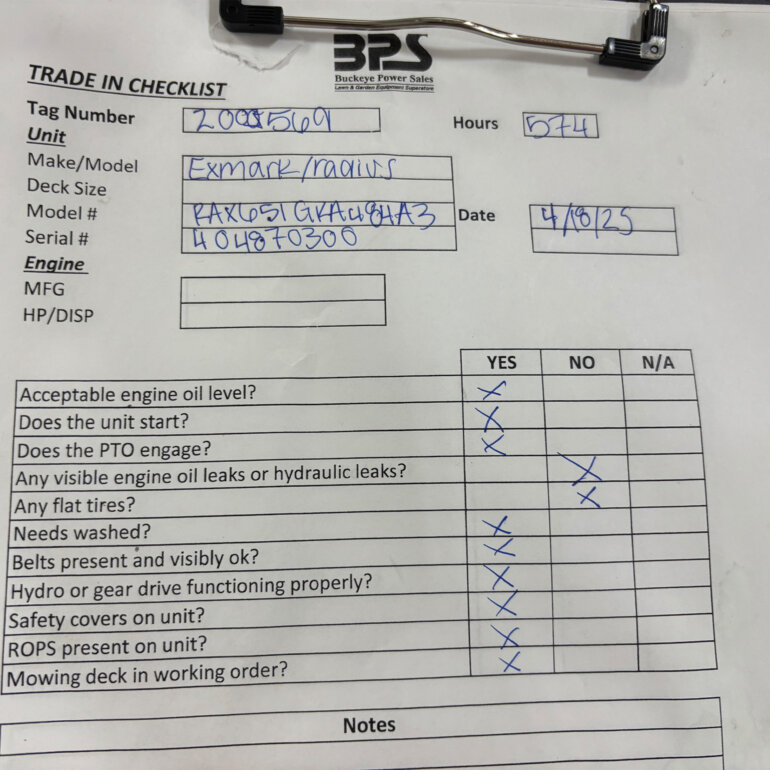 BPS
Buckeye Power Sales
Lawn & Garden Equipment Superstore
TRADE IN CHECKLIST
Tag Number 2000569 Hours 574
Unit
Make/Model Exmark/radius
Deck Size
Model # RAX651GKA484A3 Date 4/18/25
Serial # 404870300
Engine
MFG
HP/DISP
YES NO N/A
Acceptable engine oil level? X
Does the unit start? X
Does the PTO engage? X
Any visible engine oil leaks or hydraulic leaks? X
Any flat tires? X
Needs washed? X
Belts present and visibly ok? X
Hydro or gear drive functioning properly? X
Safety covers on unit? X
ROPS present on unit? X
Mowing deck in working order? X
Notes